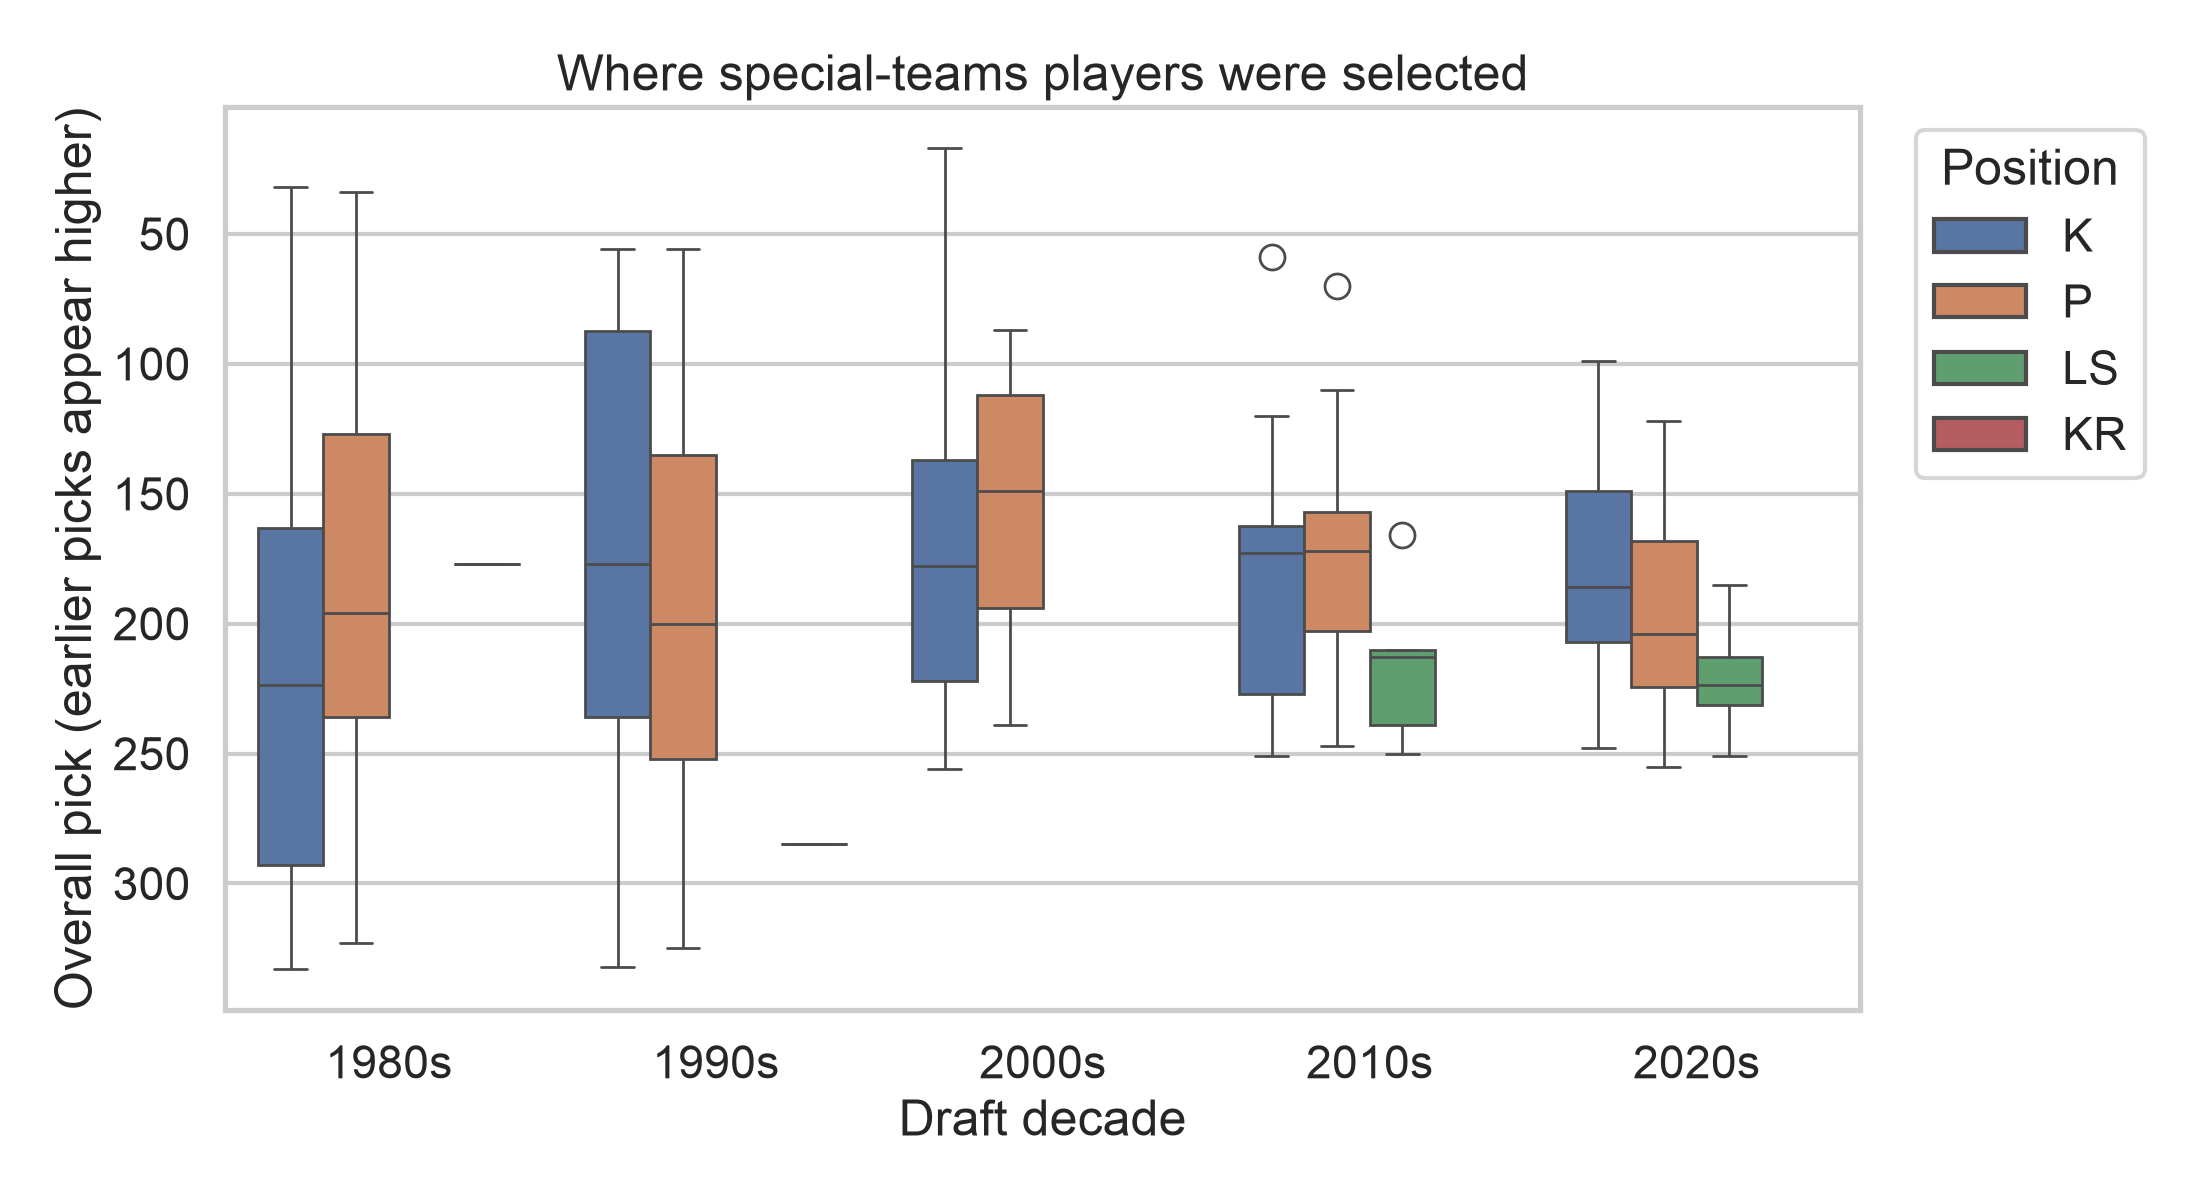 Where special-teams players were selected
Overall pick (earlier picks appear higher)
50
100
150
200
250
300
1980s
1990s
2000s
2010s
2020s
Draft decade
Position
K
P
LS
KR